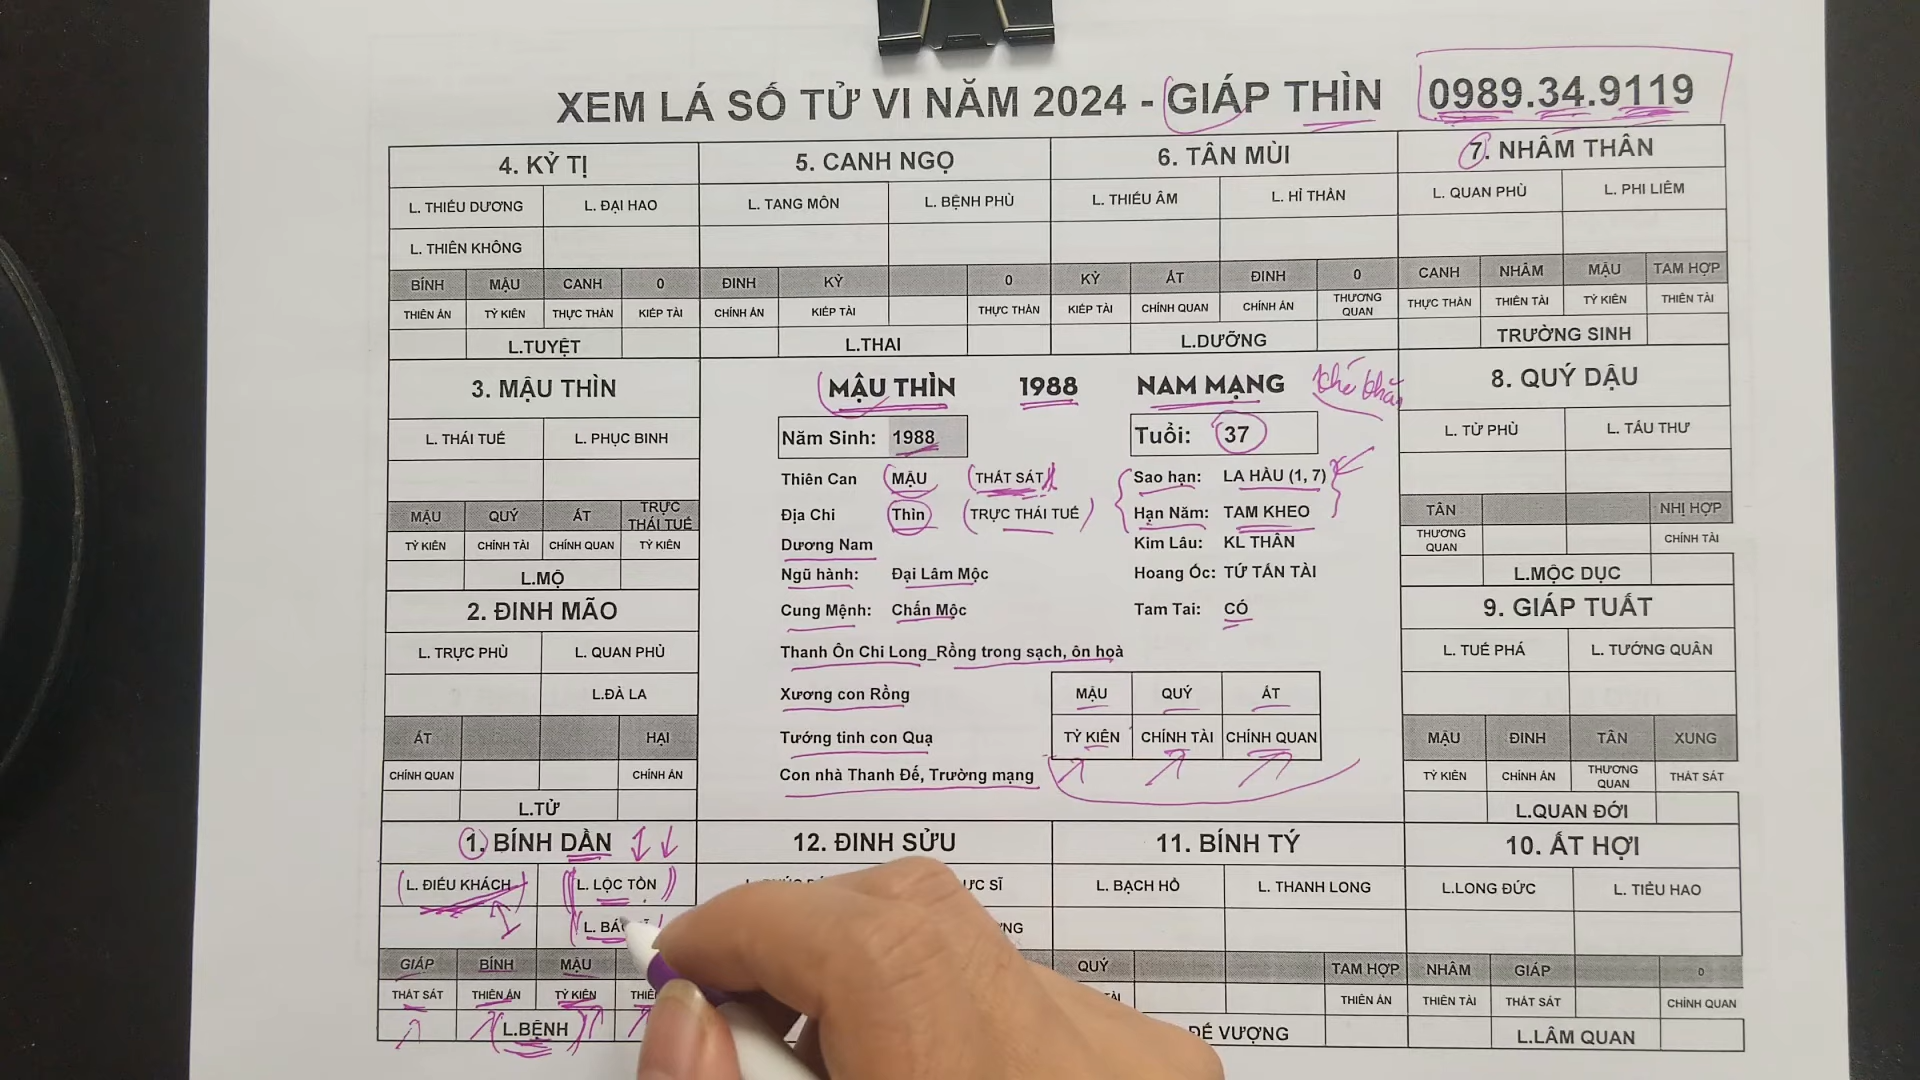 XEM LÁ SỐ TỬ VI NĂM 2024 - GIÁP THÌN 0989.34.9119
4. KỶ TỊ
L. THIẾU DƯƠNG L. ĐẠI HAO
L. THIÊN KHÔNG
BÍNH MẬU CANH 0
THIÊN ẤN TỶ KIÊN THỰC THẦN KIẾP TÀI
L.TUYỆT
5. CANH NGỌ
L. TANG MÔN L. BỆNH PHÙ
ĐINH KỶ 0
CHÍNH ẤN KIẾP TÀI THỰC THẦN
L.THAI
6. TÂN MÙI
L. THIẾU ÂM L. HỈ THẦN
KỶ ẤT ĐINH 0
KIẾP TÀI CHÍNH QUAN CHÍNH ẤN THƯƠNG QUAN
L.DƯỠNG
7. NHÂM THÂN
L. QUAN PHÙ L. PHI LIÊM
CANH NHÂM MẬU TAM HỢP
THỰC THẦN THIÊN TÀI TỶ KIÊN THIÊN TÀI
TRƯỜNG SINH
3. MẬU THÌN
L. THÁI TUẾ L. PHỤC BINH
MẬU QUÝ ẤT TRỰC THÁI TUẾ
TỶ KIÊN CHÍNH TÀI CHÍNH QUAN TỶ KIÊN
L.MỘ
MẬU THÌN 1988 NAM MẠNG khó khăn
Năm Sinh: 1988 Tuổi: 37
Thiên Can MẬU THẤT SÁT Sao hạn: LA HẦU (1, 7)
Địa Chi Thìn TRỰC THÁI TUẾ Hạn Năm: TAM KHEO
Dương Nam Kim Lâu: KL THÂN
Ngũ hành: Đại Lâm Mộc Hoang Ốc: TỨ TẤN TÀI
Cung Mệnh: Chấn Mộc Tam Tai: CÓ
Thanh Ôn Chi Long_Rồng trong sạch, ôn hoà
Xương con Rồng
Tướng tinh con Quạ
Con nhà Thanh Đế, Trường mạng
MẬU QUÝ ẤT
TỶ KIÊN CHÍNH TÀI CHÍNH QUAN
8. QUÝ DẬU
L. TỬ PHÙ L. TẤU THƯ
TÂN NHỊ HỢP
THƯƠNG QUAN CHÍNH TÀI
L.MỘC DỤC
2. ĐINH MÃO
L. TRỰC PHÙ L. QUAN PHỦ
L.ĐÀ LA
ẤT HẠI
CHÍNH QUAN CHÍNH ẤN
L.TỬ
9. GIÁP TUẤT
L. TUẾ PHÁ L. TƯỚNG QUÂN
MẬU ĐINH TÂN XUNG
TỶ KIÊN CHÍNH ẤN THƯƠNG QUAN THẤT SÁT
L.QUAN ĐỚI
1. BÍNH DẦN
L. ĐIẾU KHÁCH L. LỘC TỒN
L.
GIÁP BÍNH MẬU
THẤT SÁT THIÊN ẤN TỶ KIÊN
L.BỆNH
12. ĐINH SỬU
11. BÍNH TÝ
L. BẠCH HỔ L. THANH LONG
QUÝ TAM HỢP
THIÊN ẤN
ĐẾ VƯỢNG
10. ẤT HỢI
L.LONG ĐỨC L. TIỂU HAO
NHÂM GIÁP 0
THIÊN TÀI THẤT SÁT CHÍNH QUAN
L.LÂM QUAN